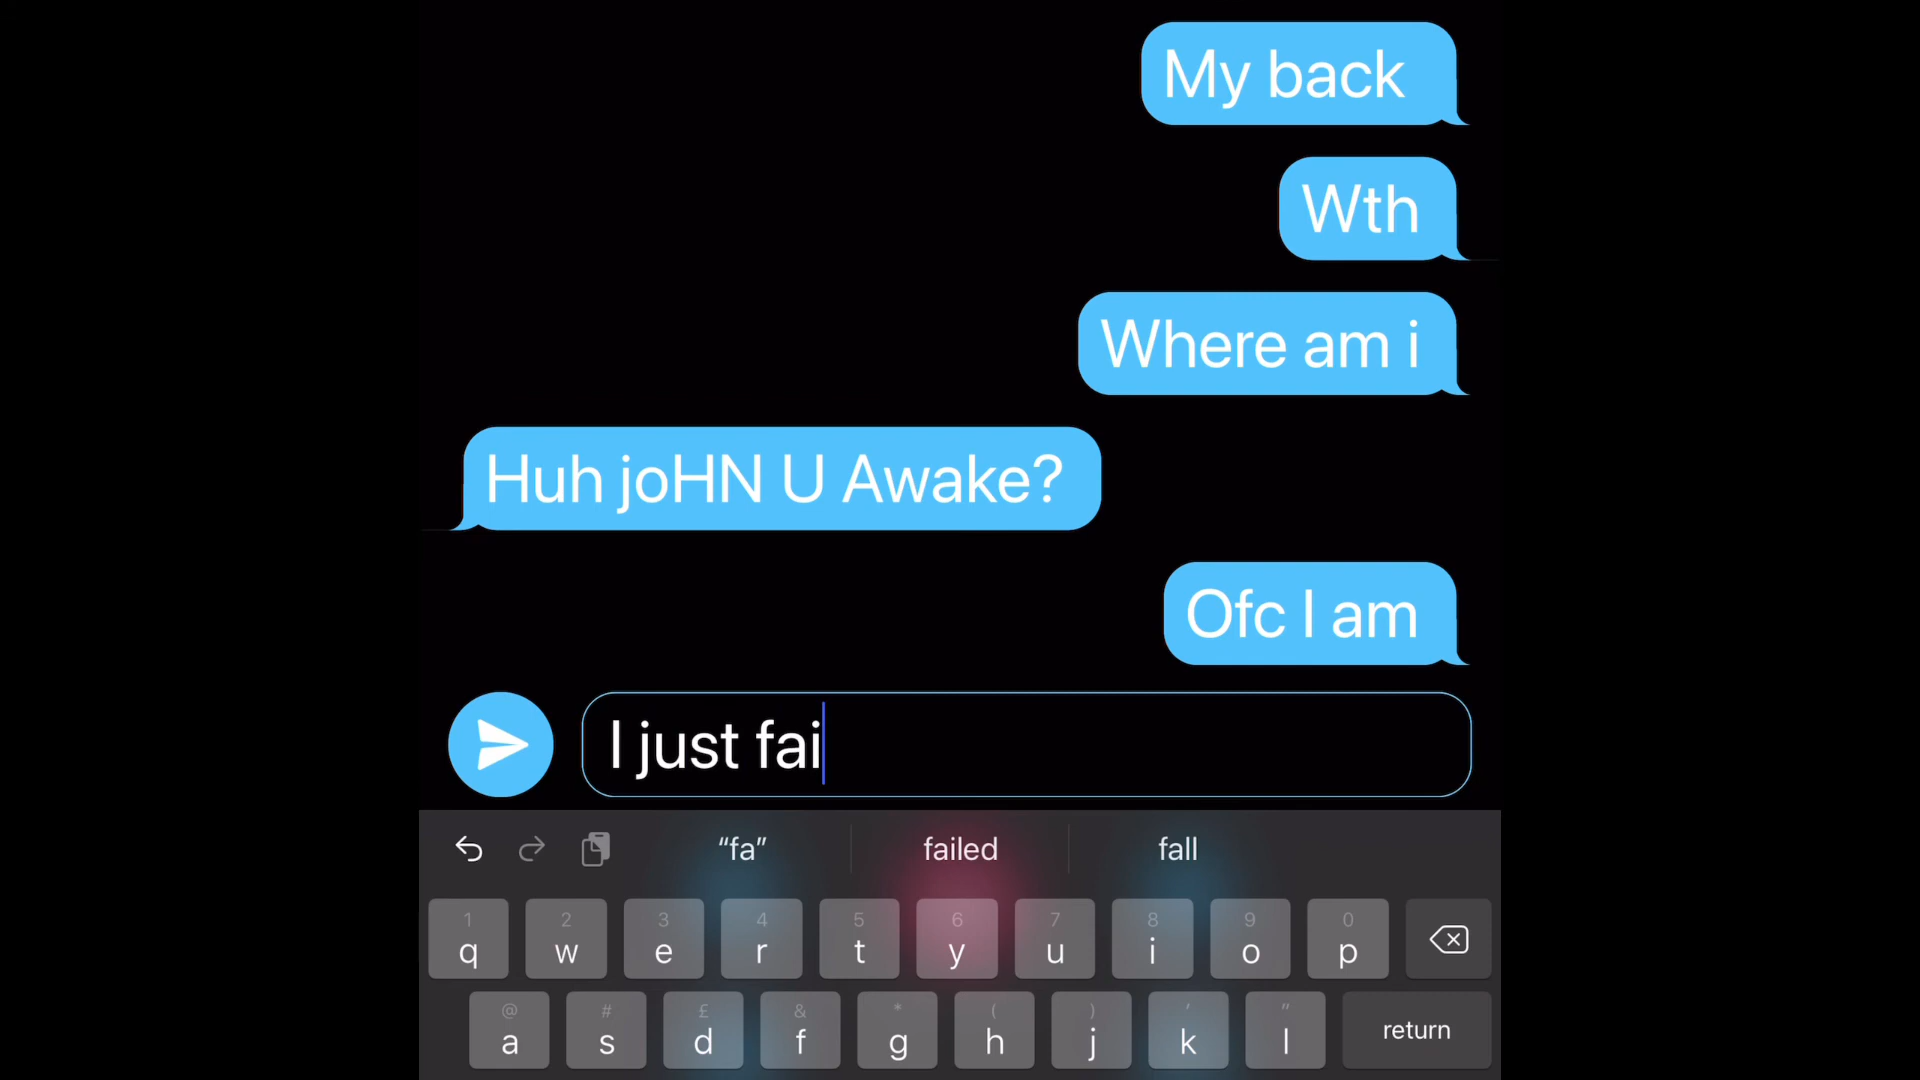 My back
Wth
Where am i
Huh joHN U Awake?
Ofc I am
I just fai
“fa” failed fall
1 2 3 4 5 6 7 8 9 0
q w e r t y u i o p
@ # £ & * ( ) ' "
a s d f g h j k l return